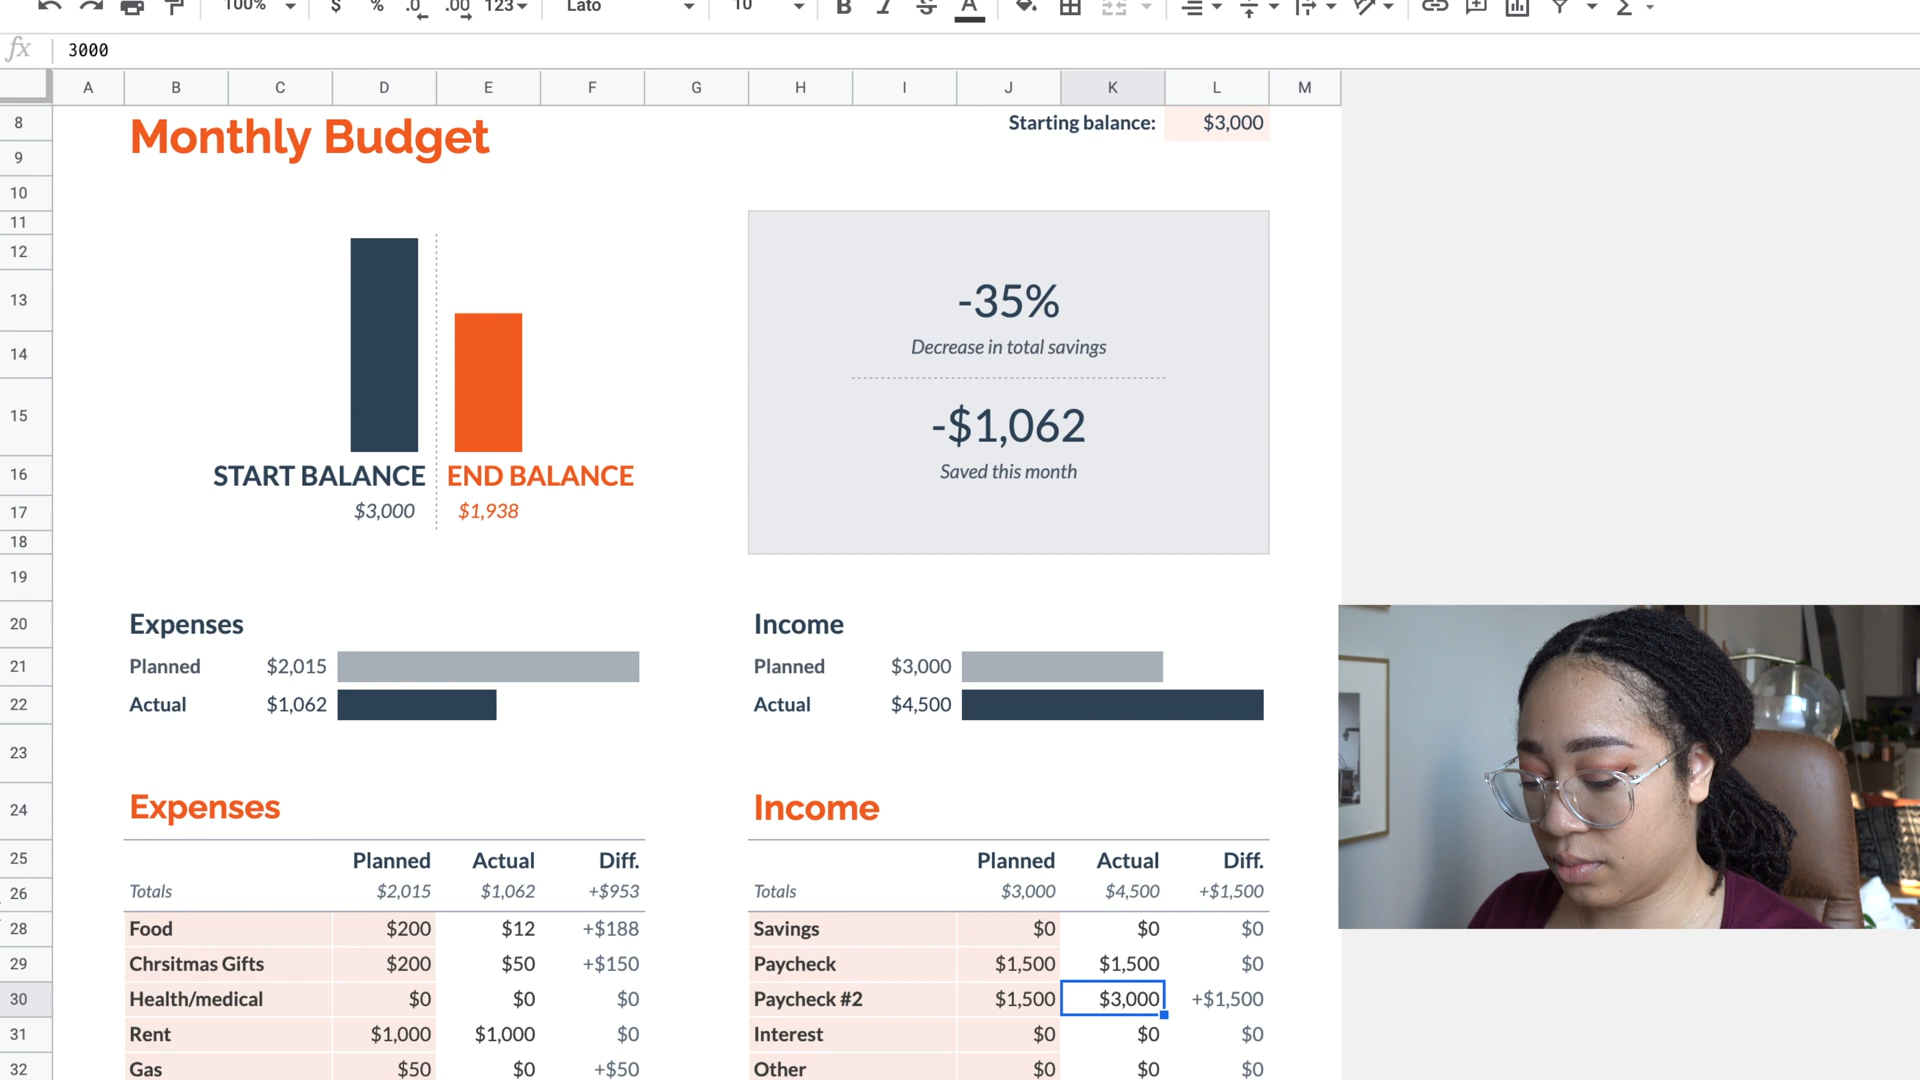 100% $ % .0 .00 123 Lato 10 B I S A
fx 3000
A B C D E F G H I J K L M
8 Monthly Budget Starting balance: $3,000
9
10
11
12
13 -35%
14 Decrease in total savings
15 -$1,062
16 START BALANCE END BALANCE Saved this month
17 $3,000 $1,938
18
19
20 Expenses Income
21 Planned $2,015 Planned $3,000
22 Actual $1,062 Actual $4,500
23
24 Expenses Income
25 Planned Actual Diff. Planned Actual Diff.
26 Totals $2,015 $1,062 +$953 Totals $3,000 $4,500 +$1,500
28 Food $200 $12 +$188 Savings $0 $0 $0
29 Chrsitmas Gifts $200 $50 +$150 Paycheck $1,500 $1,500 $0
30 Health/medical $0 $0 $0 Paycheck #2 $1,500 $3,000 +$1,500
31 Rent $1,000 $1,000 $0 Interest $0 $0 $0
32 Gas $50 $0 +$50 Other $0 $0 $0